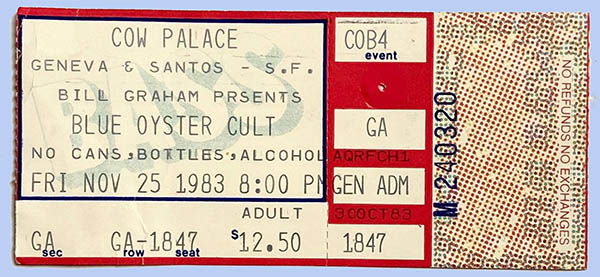 COW PALACE
GENEVA & SANTOS - S.F.
BILL GRAHAM PRSENTS
BLUE OYSTER CULT
NO CANS,BOTTLES,ALCOHOL
FRI NOV 25 1983 8:00 PM
ADULT
GA GA-1847 $12.50
sec row seat
BASS
COB4
event
GA
AQRFCH1
GEN ADM
30OCT83
1847
M 240320
NO REFUNDS NO EXCHANGES